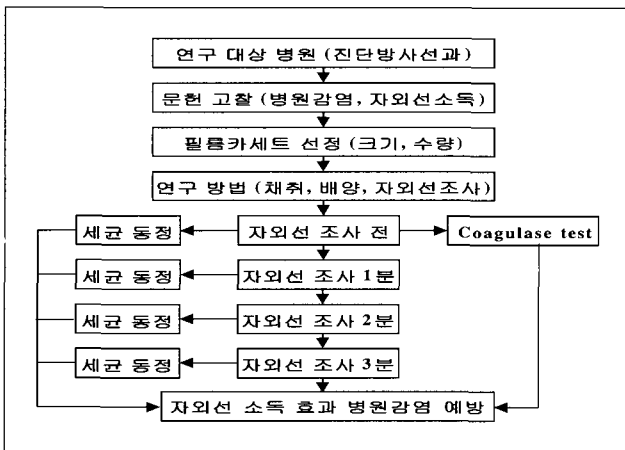 연구 대상 병원 (진단방사선과)
문헌 고찰 (병원감염, 자외선소독)
필름카세트 선정 (크기, 수량)
연구 방법 (채취, 배양, 자외선조사)
세균 동정 자외선 조사 전 Coagulase test
세균 동정 자외선 조사 1분
세균 동정 자외선 조사 2분
세균 동정 자외선 조사 3분
자외선 소독 효과 병원감염 예방